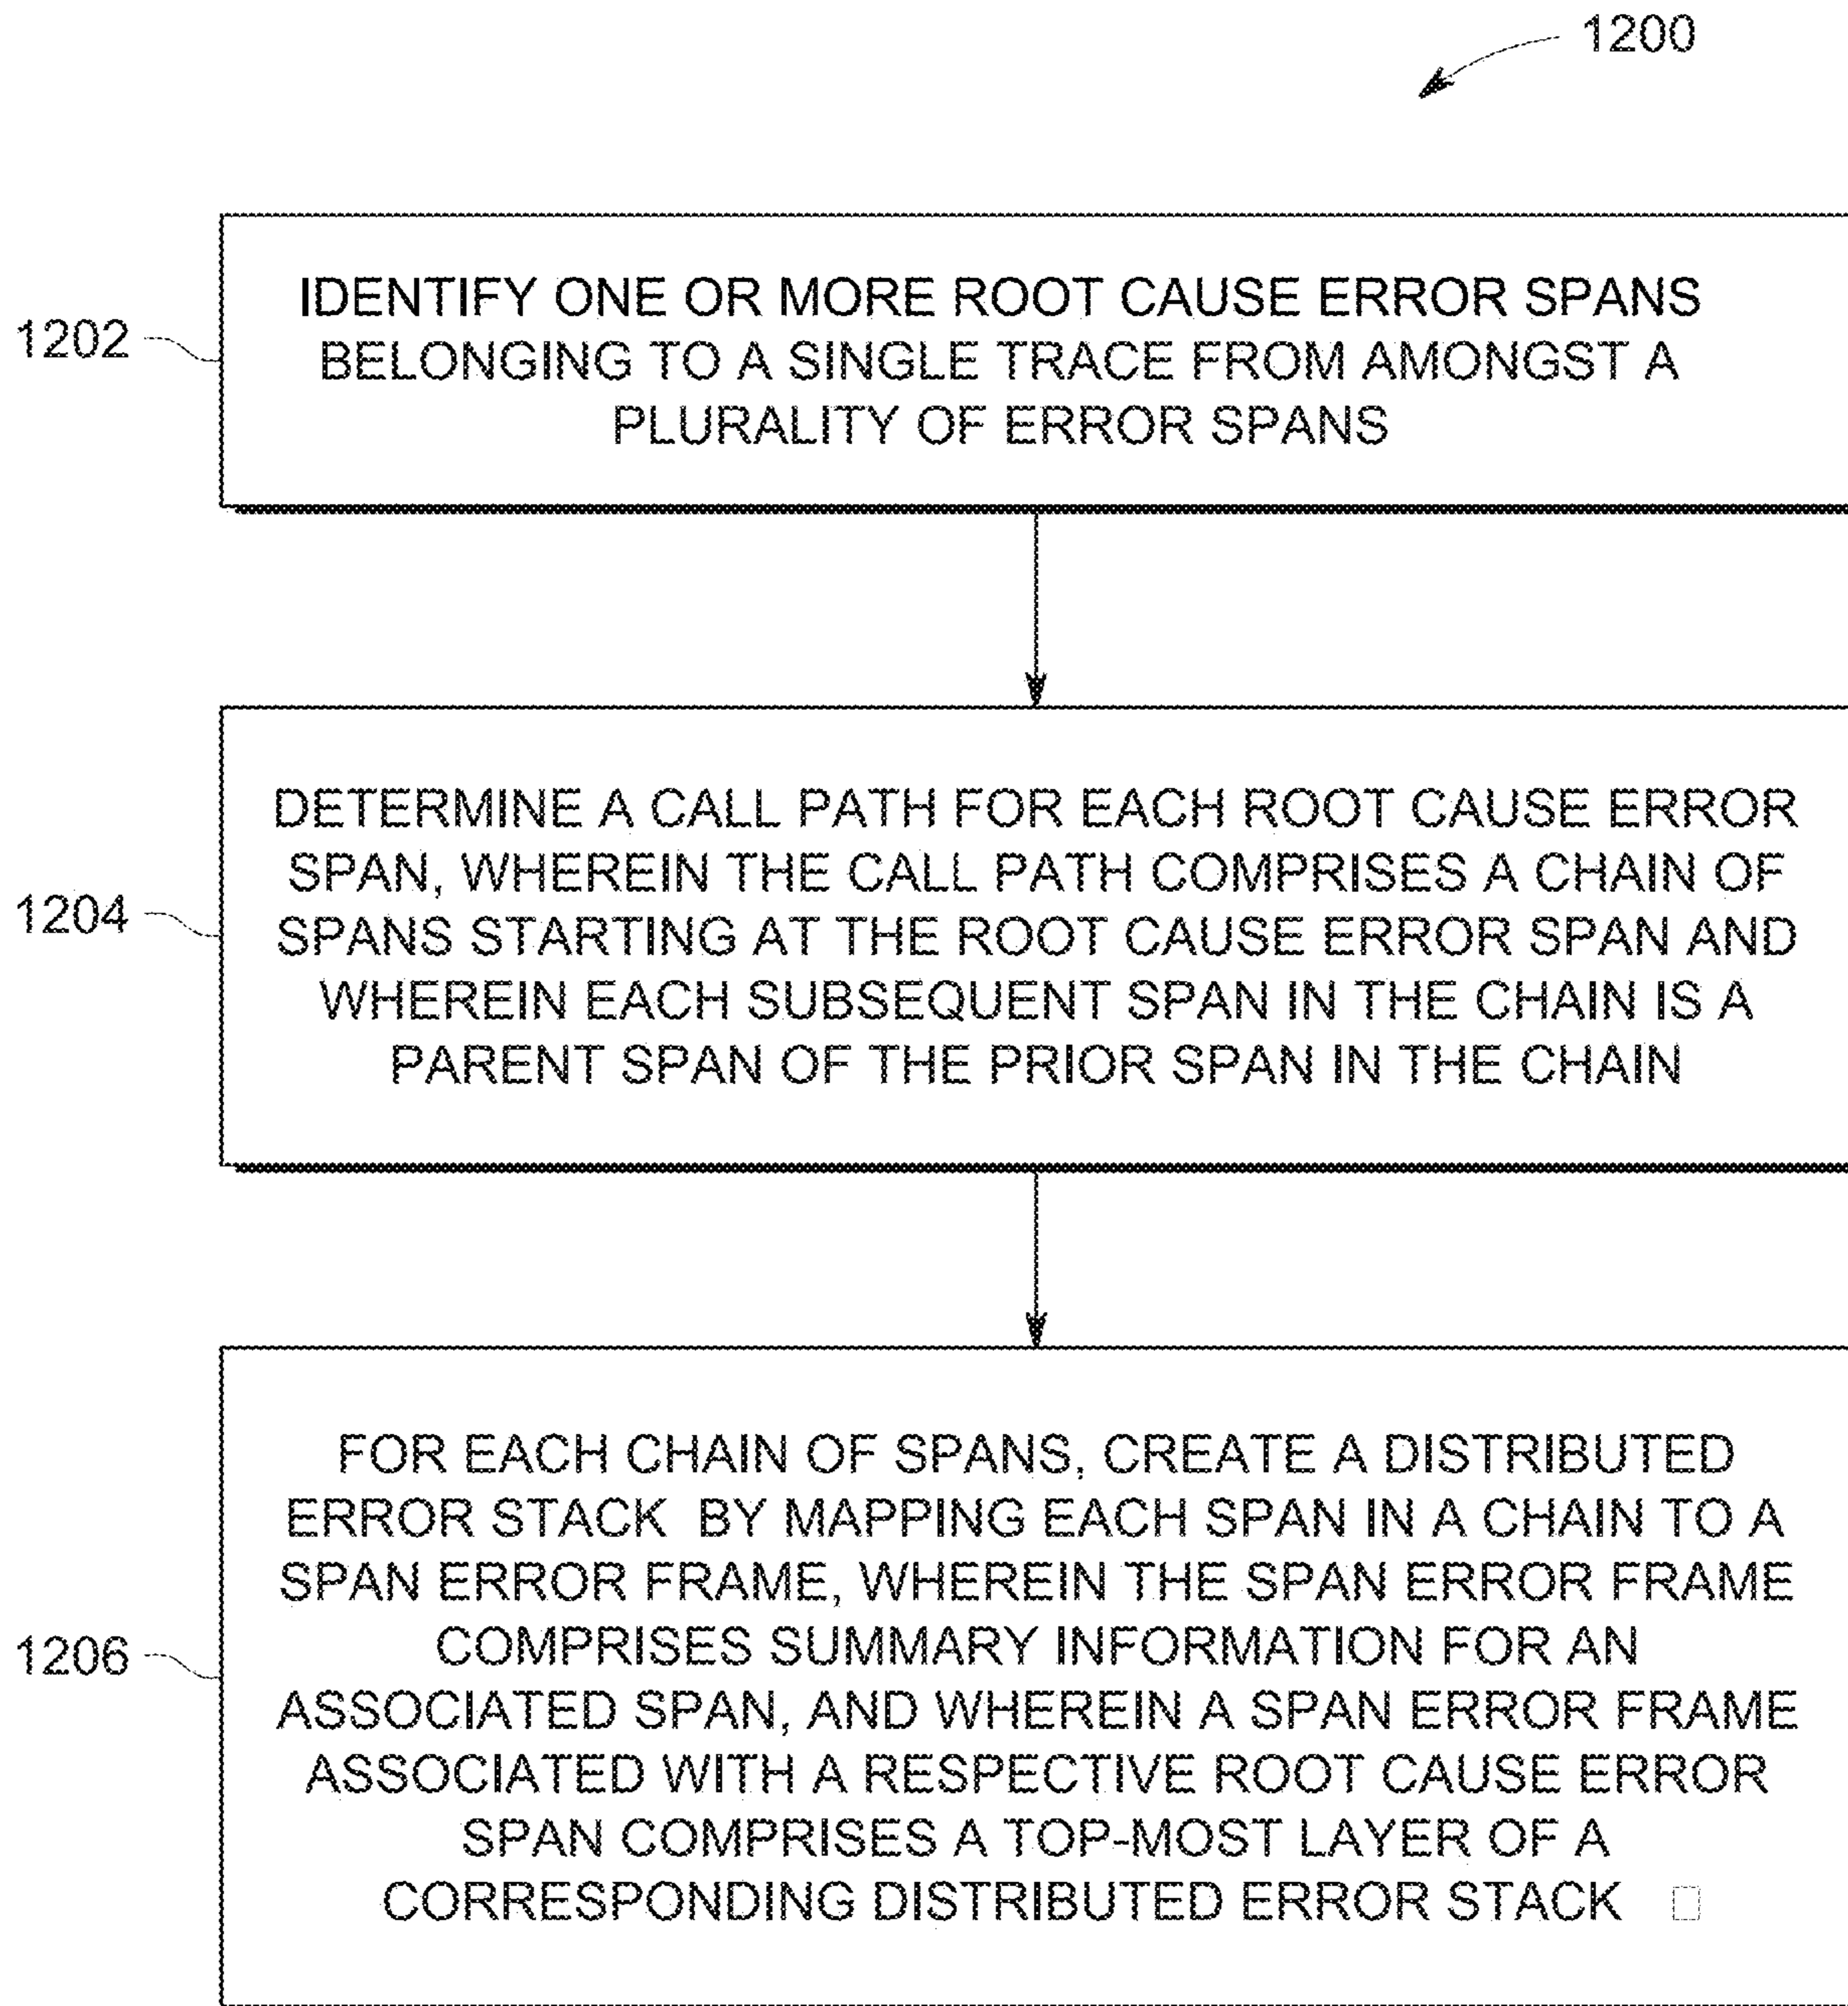 1200
1202
IDENTIFY ONE OR MORE ROOT CAUSE ERROR SPANS
BELONGING TO A SINGLE TRACE FROM AMONGST A
PLURALITY OF ERROR SPANS
1204
DETERMINE A CALL PATH FOR EACH ROOT CAUSE ERROR
SPAN, WHEREIN THE CALL PATH COMPRISES A CHAIN OF
SPANS STARTING AT THE ROOT CAUSE ERROR SPAN AND
WHEREIN EACH SUBSEQUENT SPAN IN THE CHAIN IS A
PARENT SPAN OF THE PRIOR SPAN IN THE CHAIN
1206
FOR EACH CHAIN OF SPANS, CREATE A DISTRIBUTED
ERROR STACK BY MAPPING EACH SPAN IN A CHAIN TO A
SPAN ERROR FRAME, WHEREIN THE SPAN ERROR FRAME
COMPRISES SUMMARY INFORMATION FOR AN
ASSOCIATED SPAN, AND WHEREIN A SPAN ERROR FRAME
ASSOCIATED WITH A RESPECTIVE ROOT CAUSE ERROR
SPAN COMPRISES A TOP-MOST LAYER OF A
CORRESPONDING DISTRIBUTED ERROR STACK □